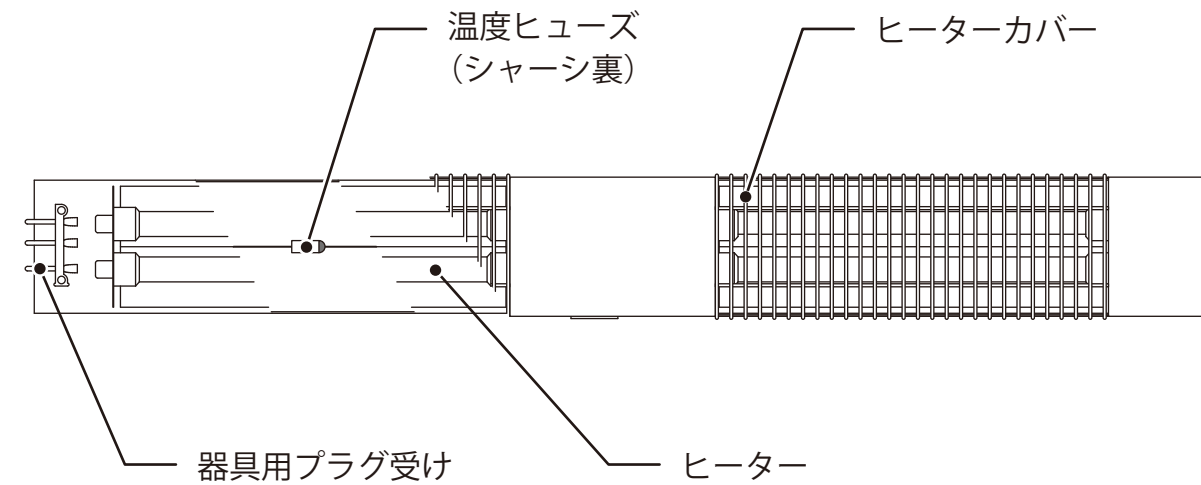 温度ヒューズ
（シャーシ裏）
ヒーターカバー
器具用プラグ受け
ヒーター